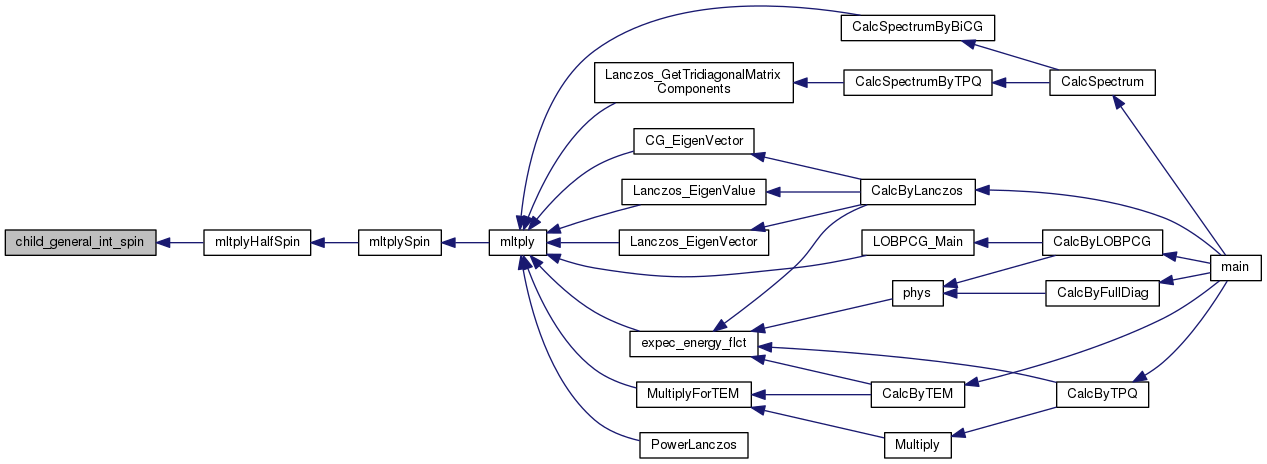 child_general_int_spin
mltplyHalfSpin
mltplySpin
mltply
CalcSpectrumByBiCG
Lanczos_GetTridiagonalMatrix
Components
CalcSpectrumByTPQ
CalcSpectrum
CG_EigenVector
Lanczos_EigenValue
CalcByLanczos
Lanczos_EigenVector
LOBPCG_Main
CalcByLOBPCG
main
phys
CalcByFullDiag
expec_energy_flct
MultiplyForTEM
CalcByTEM
CalcByTPQ
PowerLanczos
Multiply